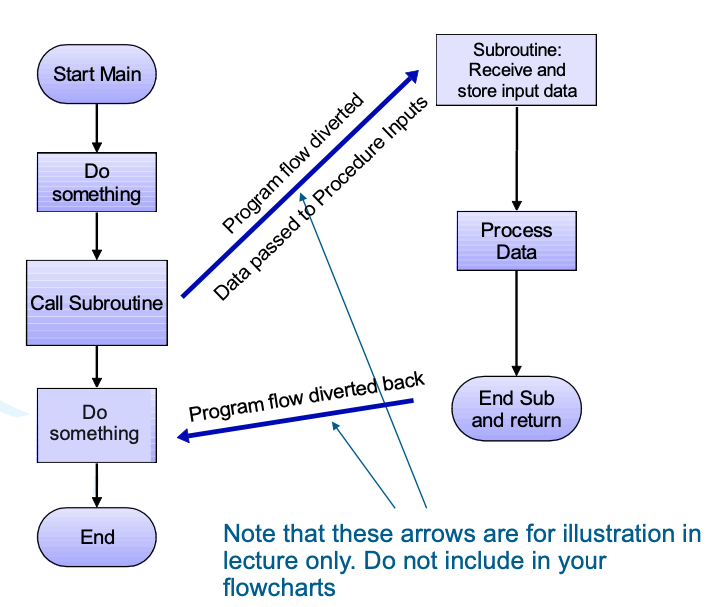 Start Main
Do
something
Call Subroutine
Do
something
End
Program flow diverted
Data passed to Procedure Inputs
Subroutine:
Receive and
store input data
Process
Data
End Sub
and return
Program flow diverted back
Note that these arrows are for illustration in
lecture only. Do not include in your
flowcharts